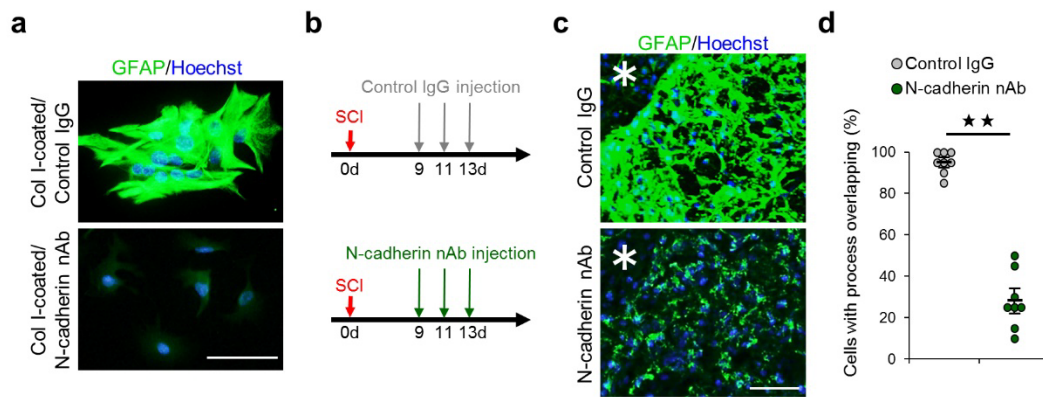 a
GFAP/Hoechst
Col I-coated/
Control IgG
Col I-coated/
N-cadherin nAb
b
Control IgG injection
SCI
0d
9
11
13d
N-cadherin nAb injection
SCI
0d
9
11
13d
c
GFAP/Hoechst
Control IgG
N-cadherin nAb
d
Control IgG
N-cadherin nAb
Cells with process overlapping (%)
100
80
60
40
20
0